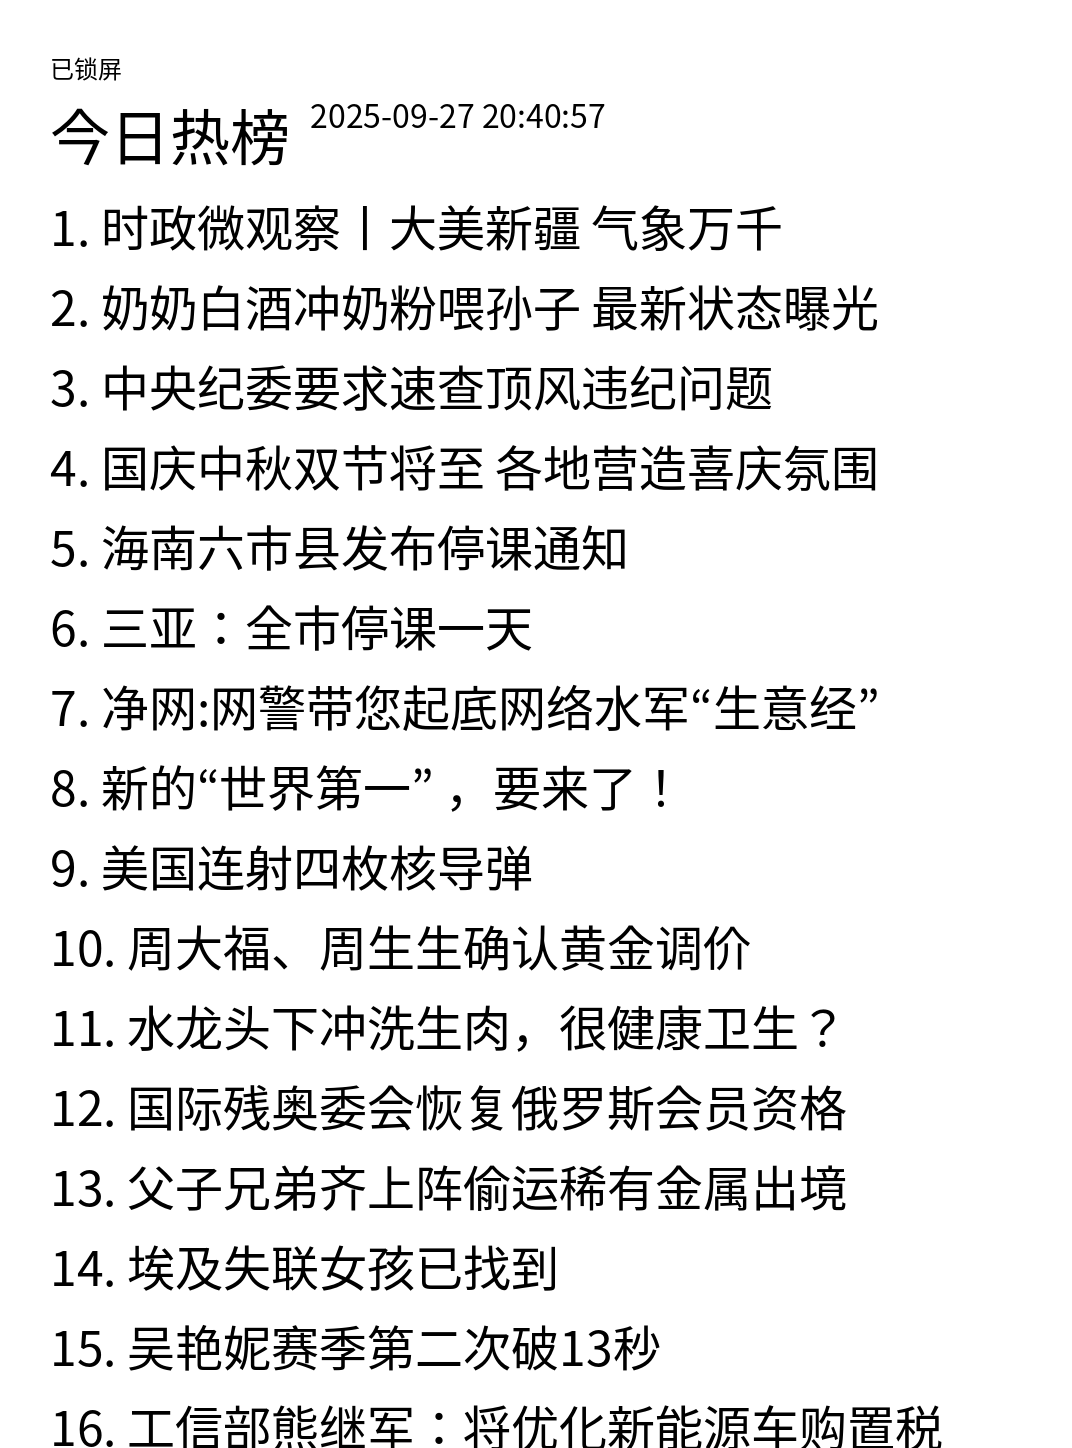 已锁屏
今日热榜 2025-09-27 20:40:57
1. 时政微观察丨大美新疆 气象万千
2. 奶奶白酒冲奶粉喂孙子 最新状态曝光
3. 中央纪委要求速查顶风违纪问题
4. 国庆中秋双节将至 各地营造喜庆氛围
5. 海南六市县发布停课通知
6. 三亚：全市停课一天
7. 净网:网警带您起底网络水军“生意经”
8. 新的“世界第一”，要来了！
9. 美国连射四枚核导弹
10. 周大福、周生生确认黄金调价
11. 水龙头下冲洗生肉，很健康卫生？
12. 国际残奥委会恢复俄罗斯会员资格
13. 父子兄弟齐上阵偷运稀有金属出境
14. 埃及失联女孩已找到
15. 吴艳妮赛季第二次破13秒
16. 工信部熊继军：将优化新能源车购置税